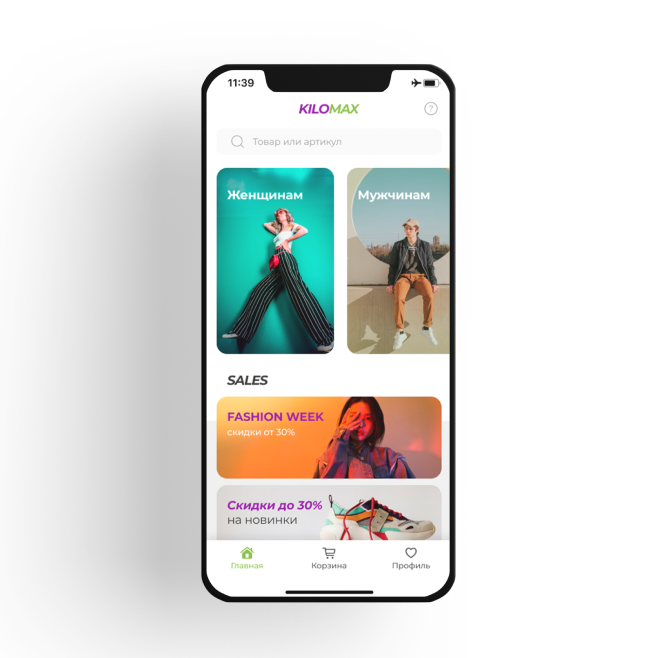 11:39
KILOMAX
?
Товар или артикул
Женщинам
Мужчинам
SALES
FASHION WEEK
скидки от 30%
Скидки до 30%
на новинки
Главная
Корзина
Профиль